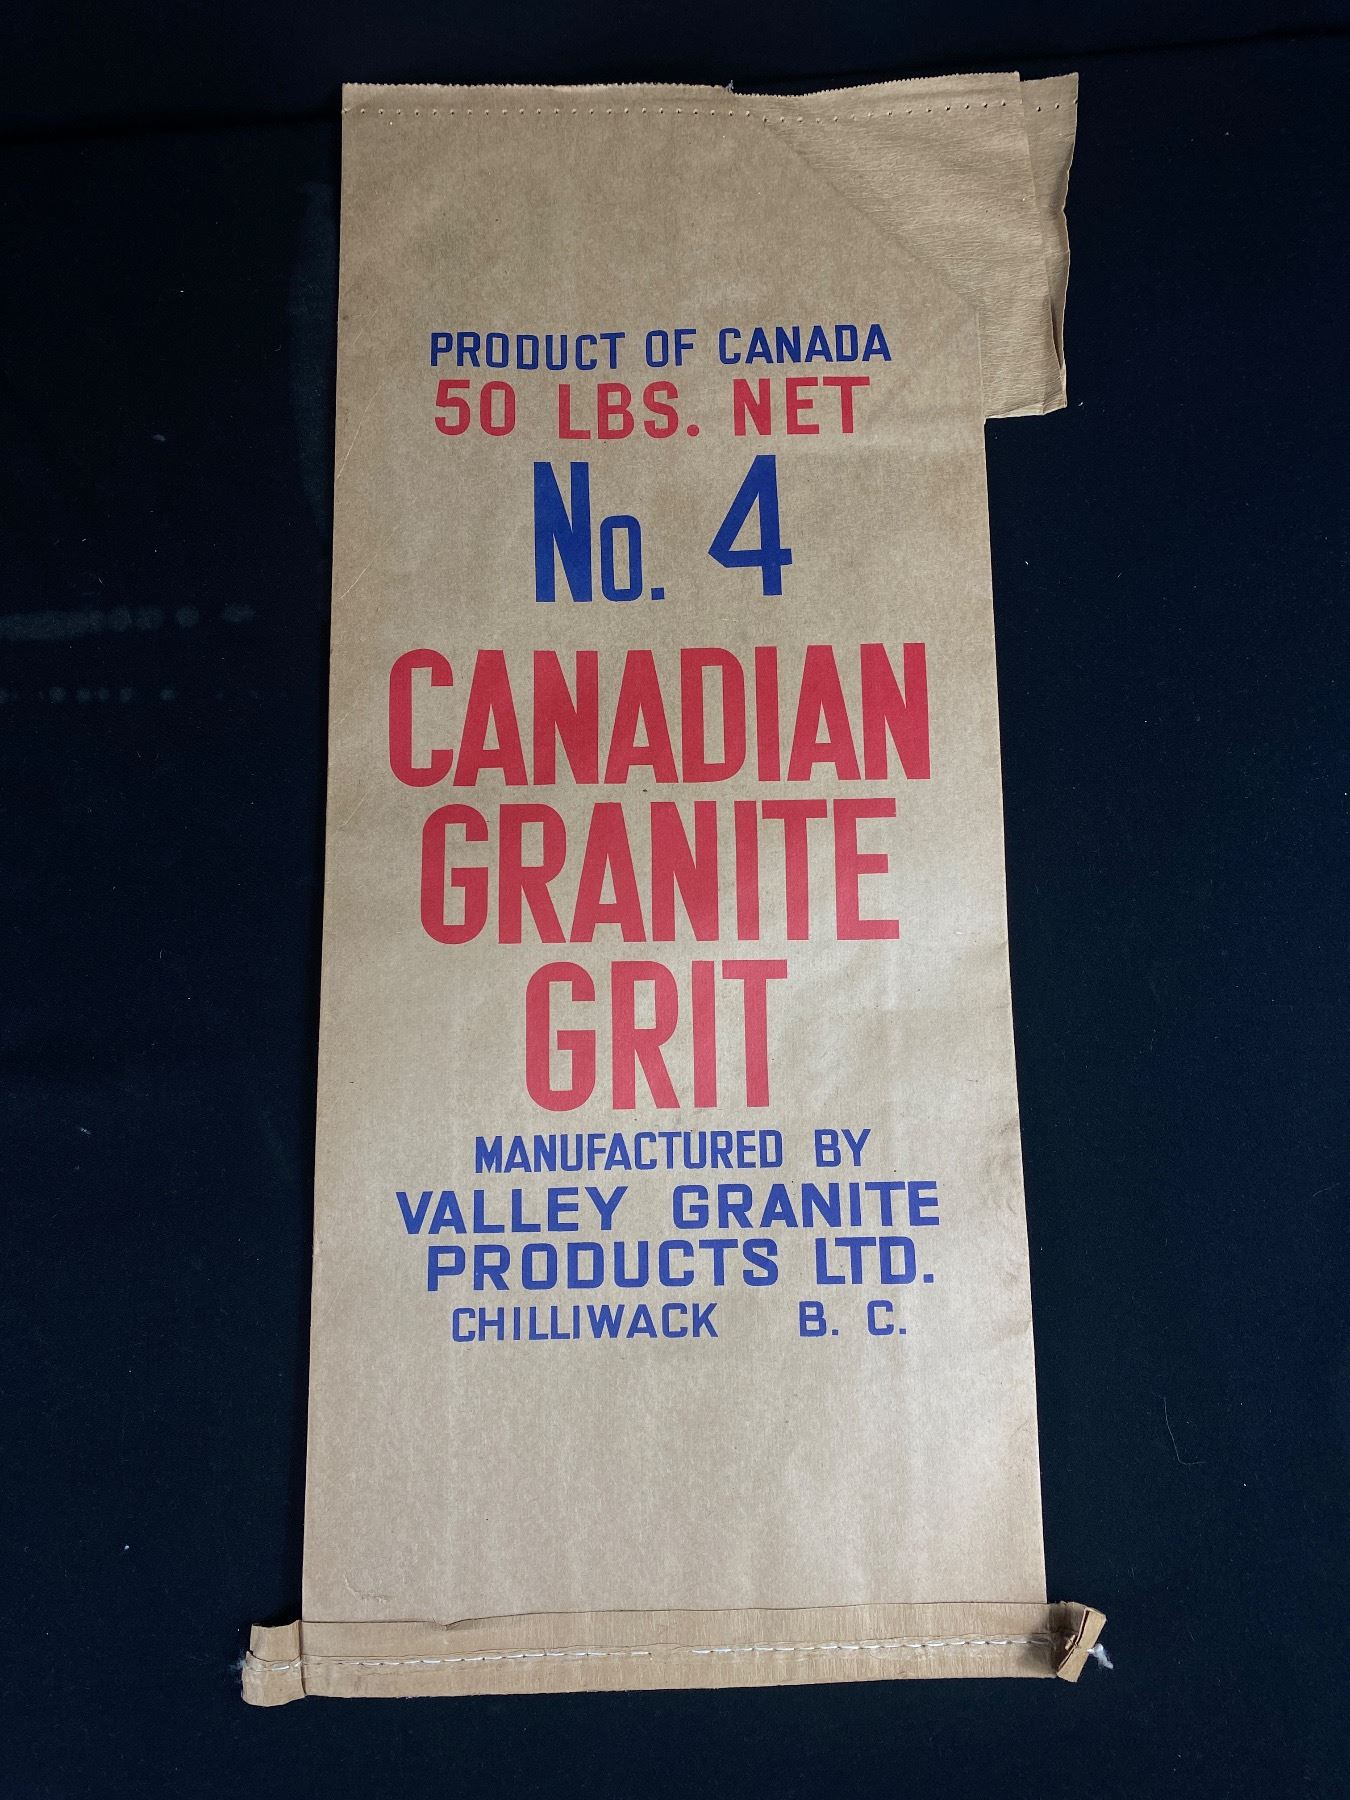 PRODUCT OF CANADA
50 LBS. NET
No. 4
CANADIAN
GRANITE
GRIT
MANUFACTURED BY
VALLEY GRANITE
PRODUCTS LTD.
CHILLIWACK B. C.